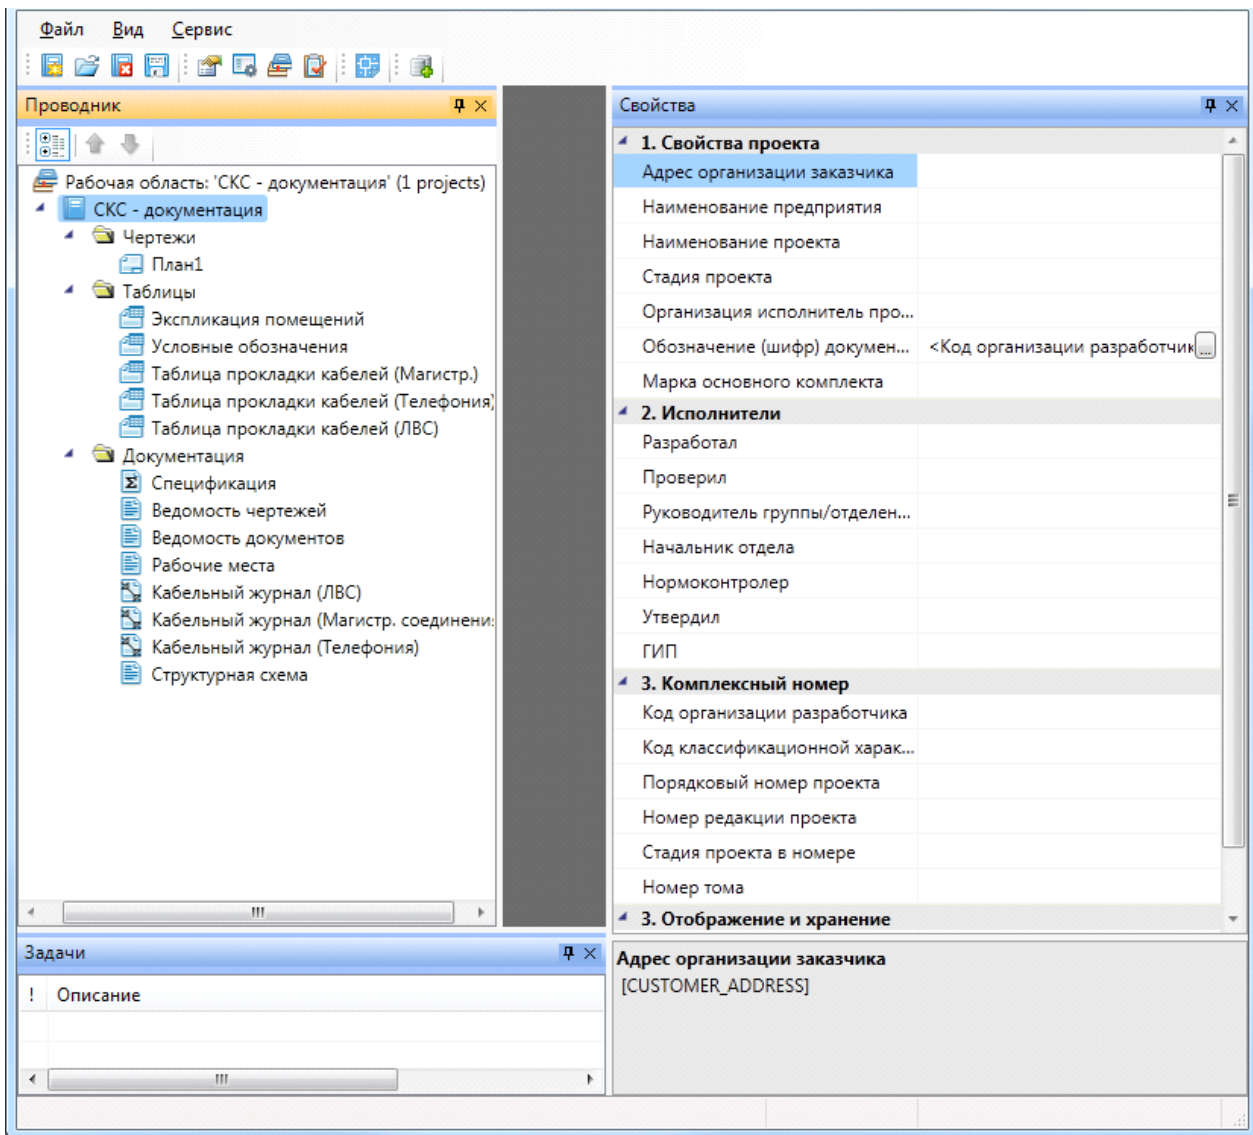 Файл Вид Сервис
Проводник
Рабочая область: 'СКС - документация' (1 projects)
СКС - документация
Чертежи
План1
Таблицы
Экспликация помещений
Условные обозначения
Таблица прокладки кабелей (Магистр.)
Таблица прокладки кабелей (Телефония)
Таблица прокладки кабелей (ЛВС)
Документация
Спецификация
Ведомость чертежей
Ведомость документов
Рабочие места
Кабельный журнал (ЛВС)
Кабельный журнал (Магистр. соединени
Кабельный журнал (Телефония)
Структурная схема
Задачи
! Описание
Свойства
1. Свойства проекта
Адрес организации заказчика
Наименование предприятия
Наименование проекта
Стадия проекта
Организация исполнитель про...
Обозначение (шифр) докумен... <Код организации разработчик ...
Марка основного комплекта
2. Исполнители
Разработал
Проверил
Руководитель группы/отделен...
Начальник отдела
Нормоконтролер
Утвердил
ГИП
3. Комплексный номер
Код организации разработчика
Код классификационной харак...
Порядковый номер проекта
Номер редакции проекта
Стадия проекта в номере
Номер тома
3. Отображение и хранение
Адрес организации заказчика
[CUSTOMER_ADDRESS]